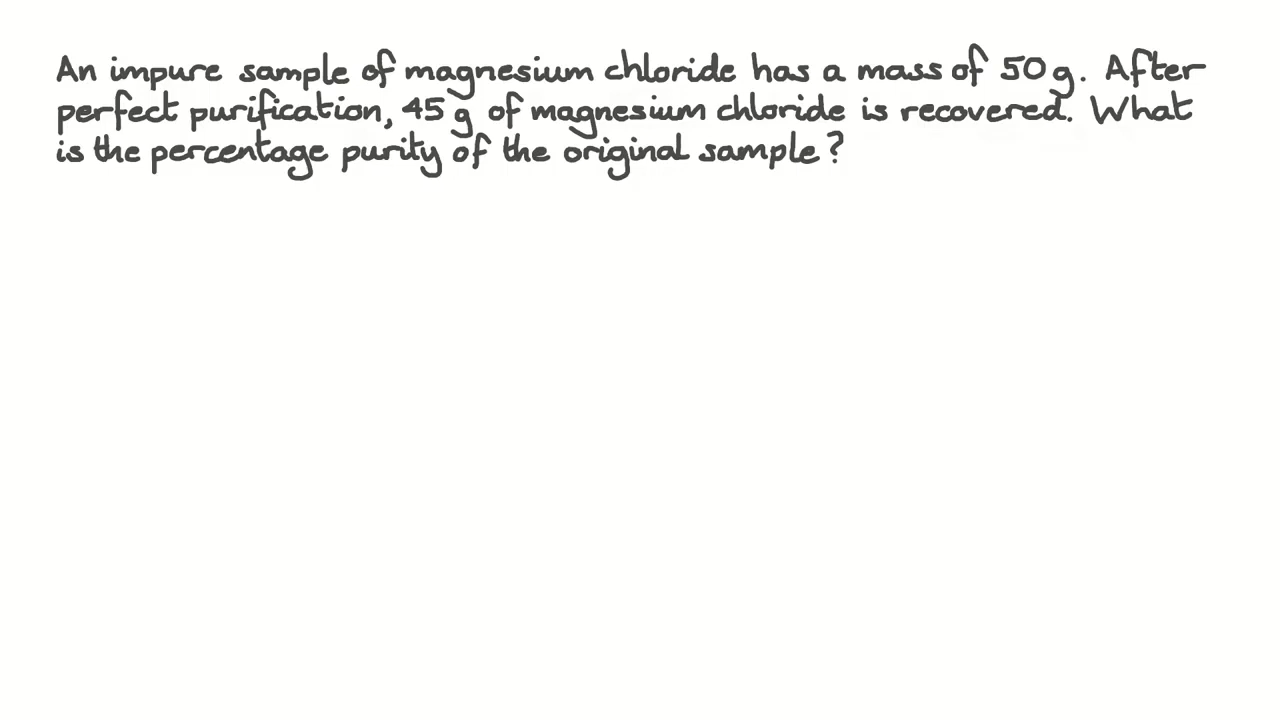 An impure sample of magnesium chloride has a mass of 50 g. After
perfect purification, 45 g of magnesium chloride is recovered. What
is the percentage purity of the original sample?